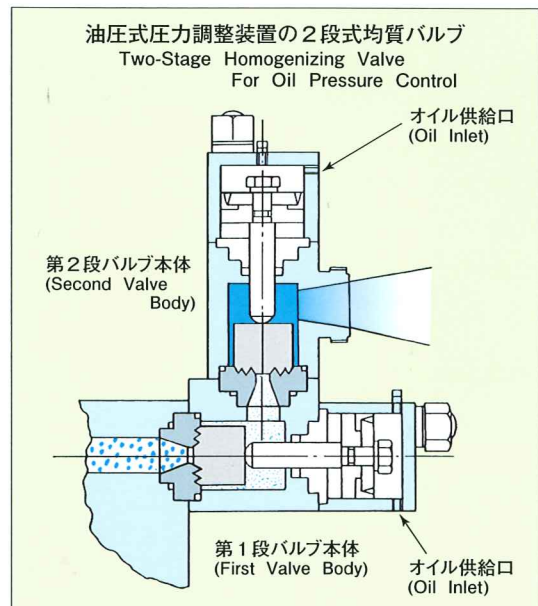 油圧式圧力調整装置の2段式均質バルブ
Two-Stage Homogenizing Valve
For Oil Pressure Control
オイル供給口
(Oil Inlet)
第2段バルブ本体
(Second Valve
Body)
第1段バルブ本体
(First Valve Body)
オイル供給口
(Oil Inlet)